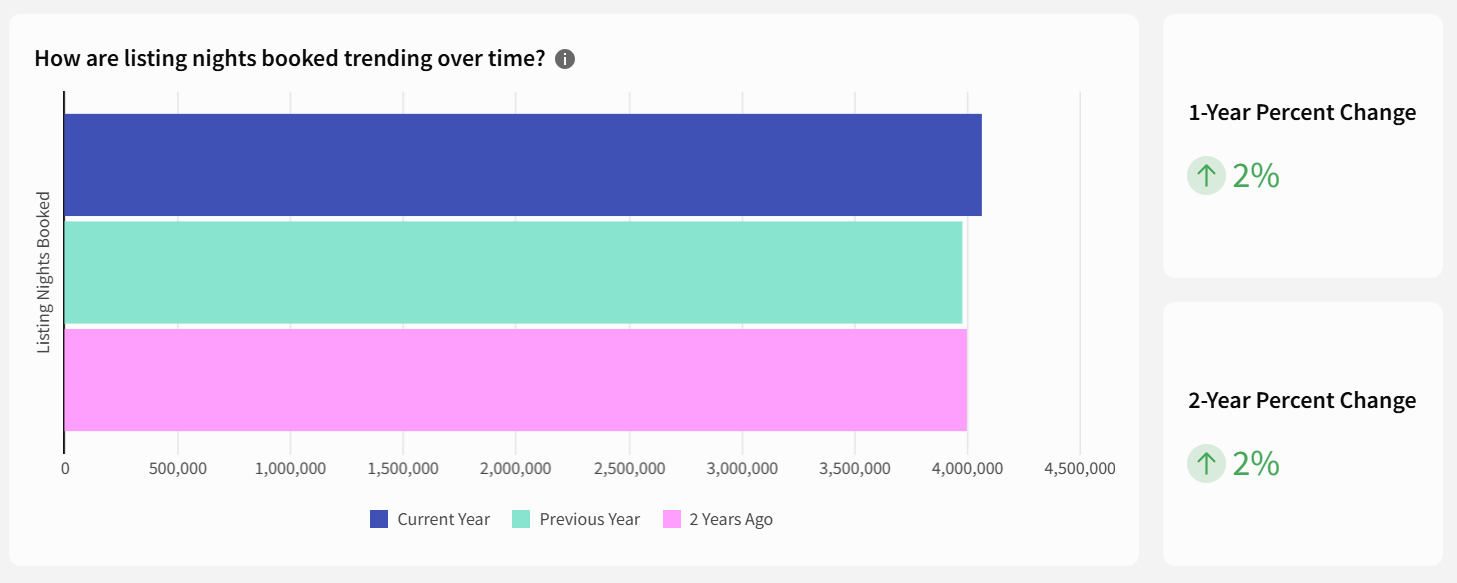 How are listing nights booked trending over time?
Listing Nights Booked
0 500,000 1,000,000 1,500,000 2,000,000 2,500,000 3,000,000 3,500,000 4,000,000 4,500,000
Current Year Previous Year 2 Years Ago
1-Year Percent Change
2%
2-Year Percent Change
2%